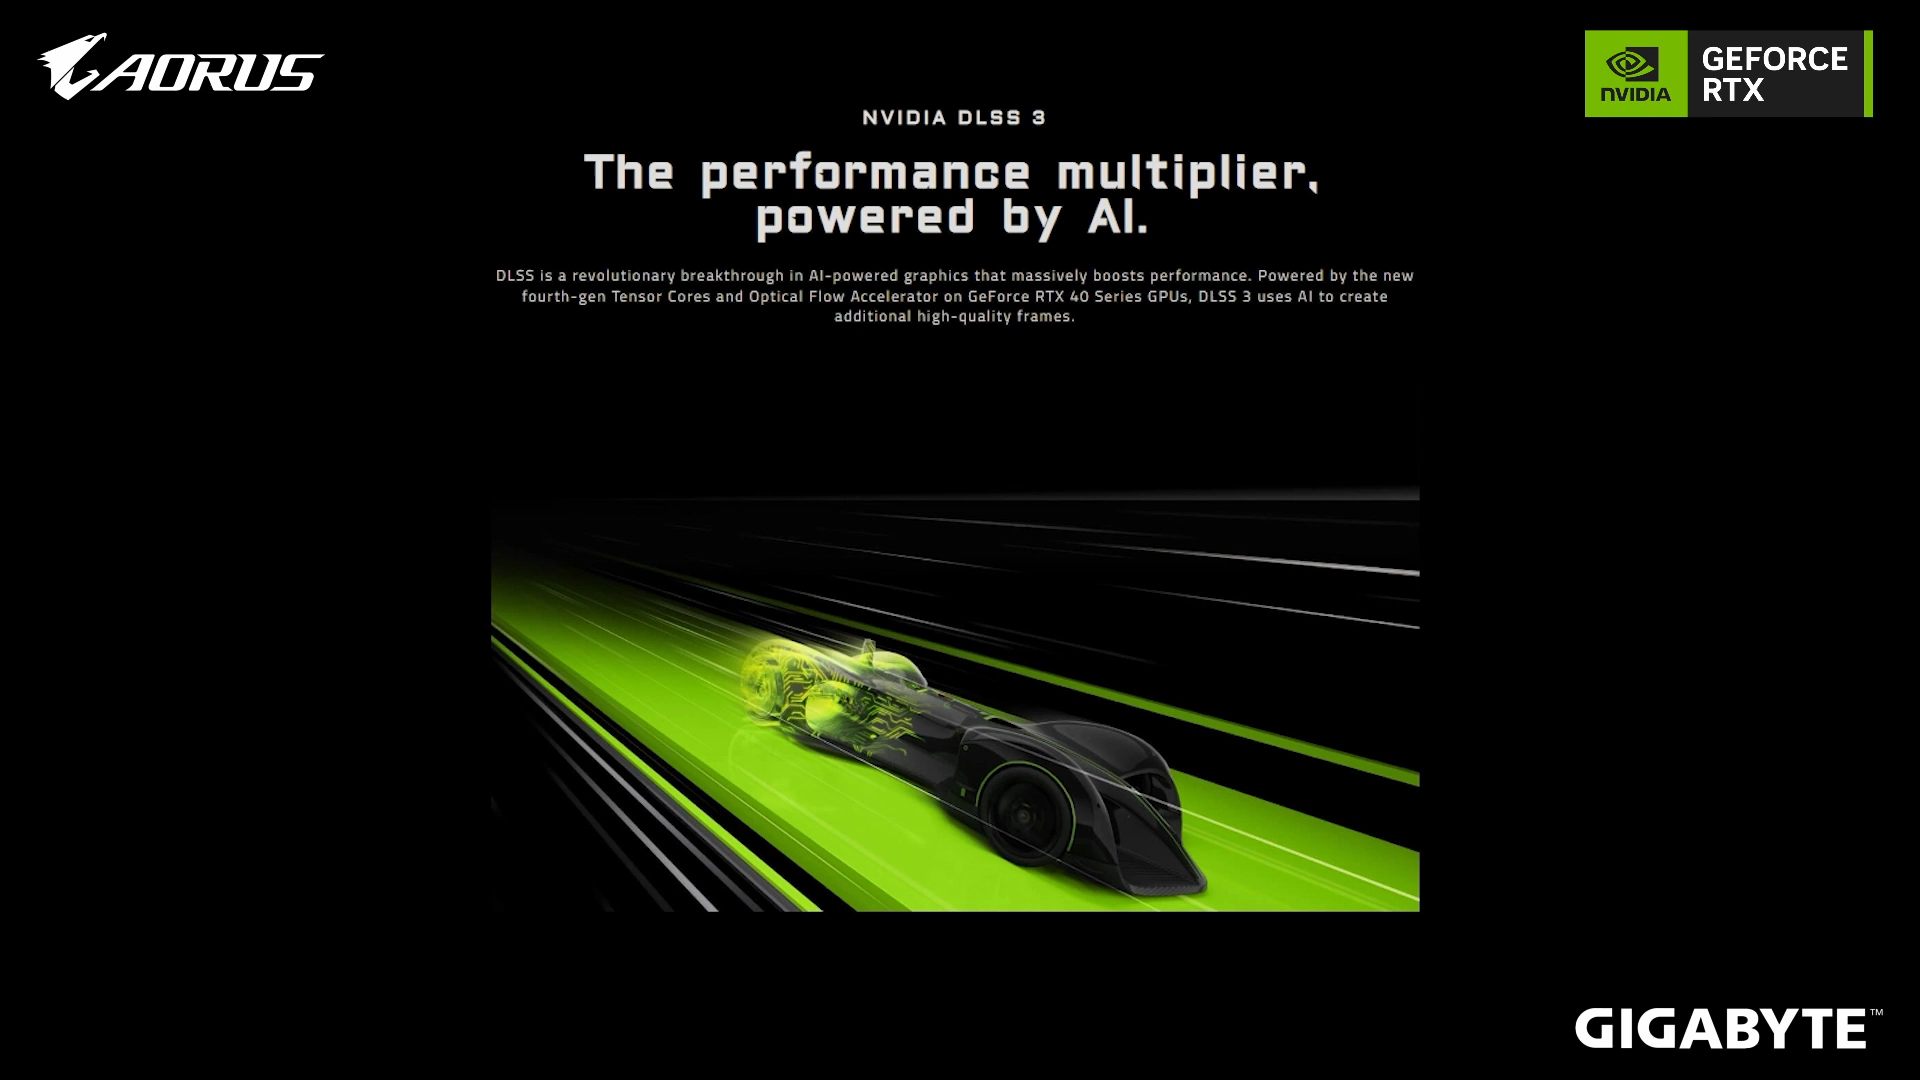 AORUS
NVIDIA
GEFORCE
RTX
NVIDIA DLSS 3
The performance multiplier,
powered by AI.
DLSS is a revolutionary breakthrough in AI-powered graphics that massively boosts performance. Powered by the new
fourth-gen Tensor Cores and Optical Flow Accelerator on GeForce RTX 40 Series GPUs, DLSS 3 uses AI to create
additional high-quality frames.
GIGABYTE™